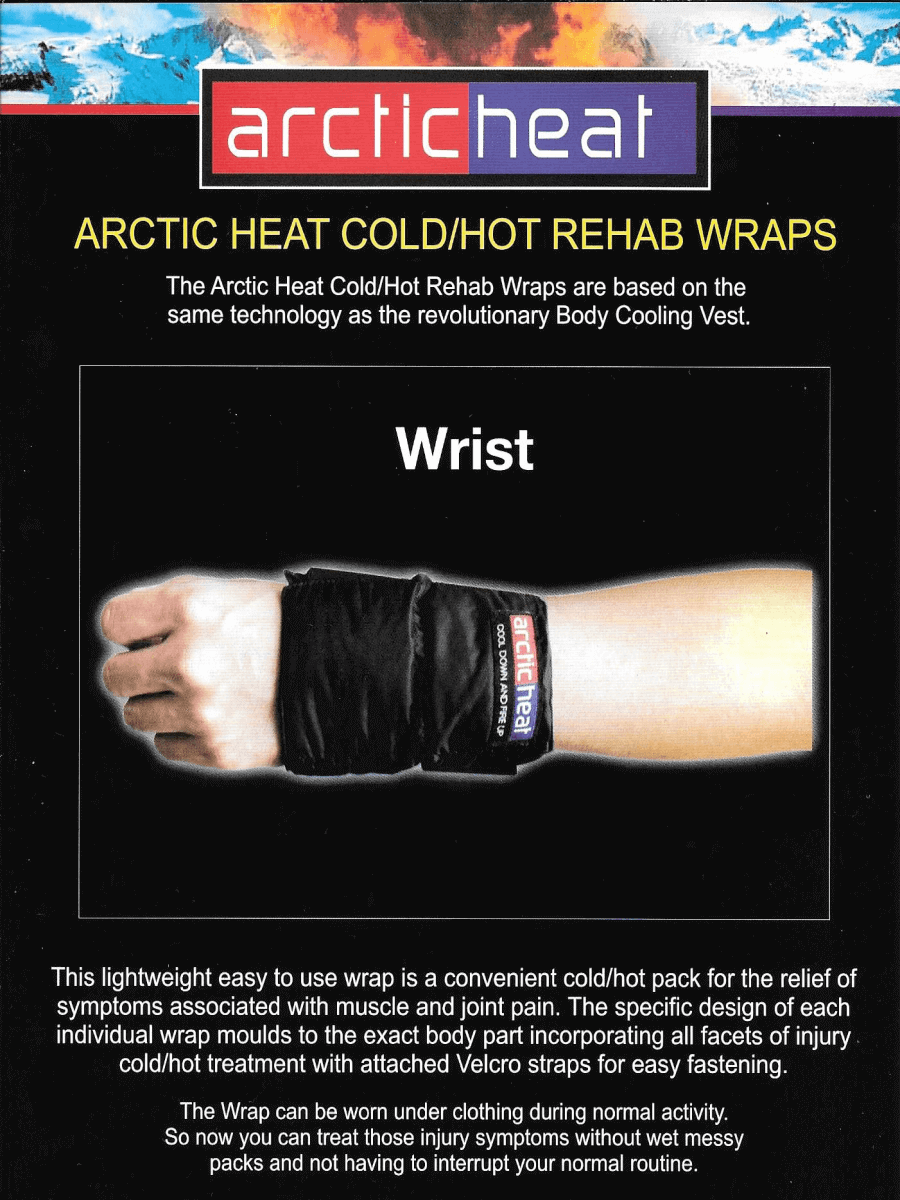 arcticheat
ARCTIC HEAT COLD/HOT REHAB WRAPS
The Arctic Heat Cold/Hot Rehab Wraps are based on the
same technology as the revolutionary Body Cooling Vest.
Wrist
arctic heat
COOL DOWN AND FIRE UP
This lightweight easy to use wrap is a convenient cold/hot pack for the relief of
symptoms associated with muscle and joint pain. The specific design of each
individual wrap moulds to the exact body part incorporating all facets of injury
cold/hot treatment with attached Velcro straps for easy fastening.
The Wrap can be worn under clothing during normal activity.
So now you can treat those injury symptoms without wet messy
packs and not having to interrupt your normal routine.